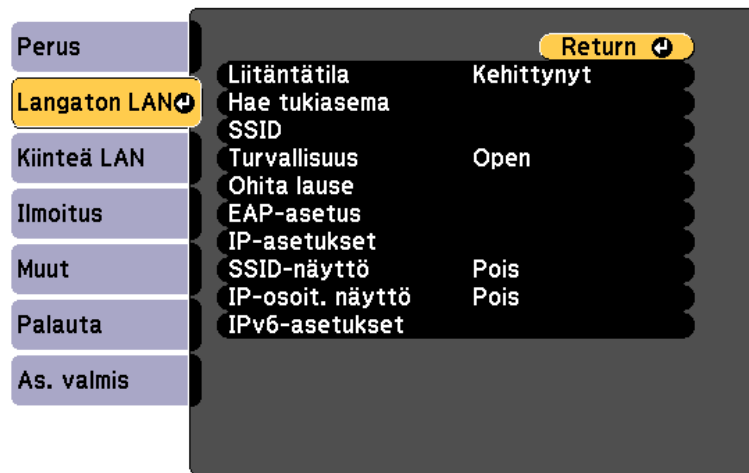 Perus
Langaton LAN
Kiinteä LAN
Ilmoitus
Muut
Palauta
As. valmis
Return
Liitäntätila Kehittynyt
Hae tukiasema
SSID
Turvallisuus Open
Ohita lause
EAP-asetus
IP-asetukset
SSID-näyttö Pois
IP-osoit. näyttö Pois
IPv6-asetukset